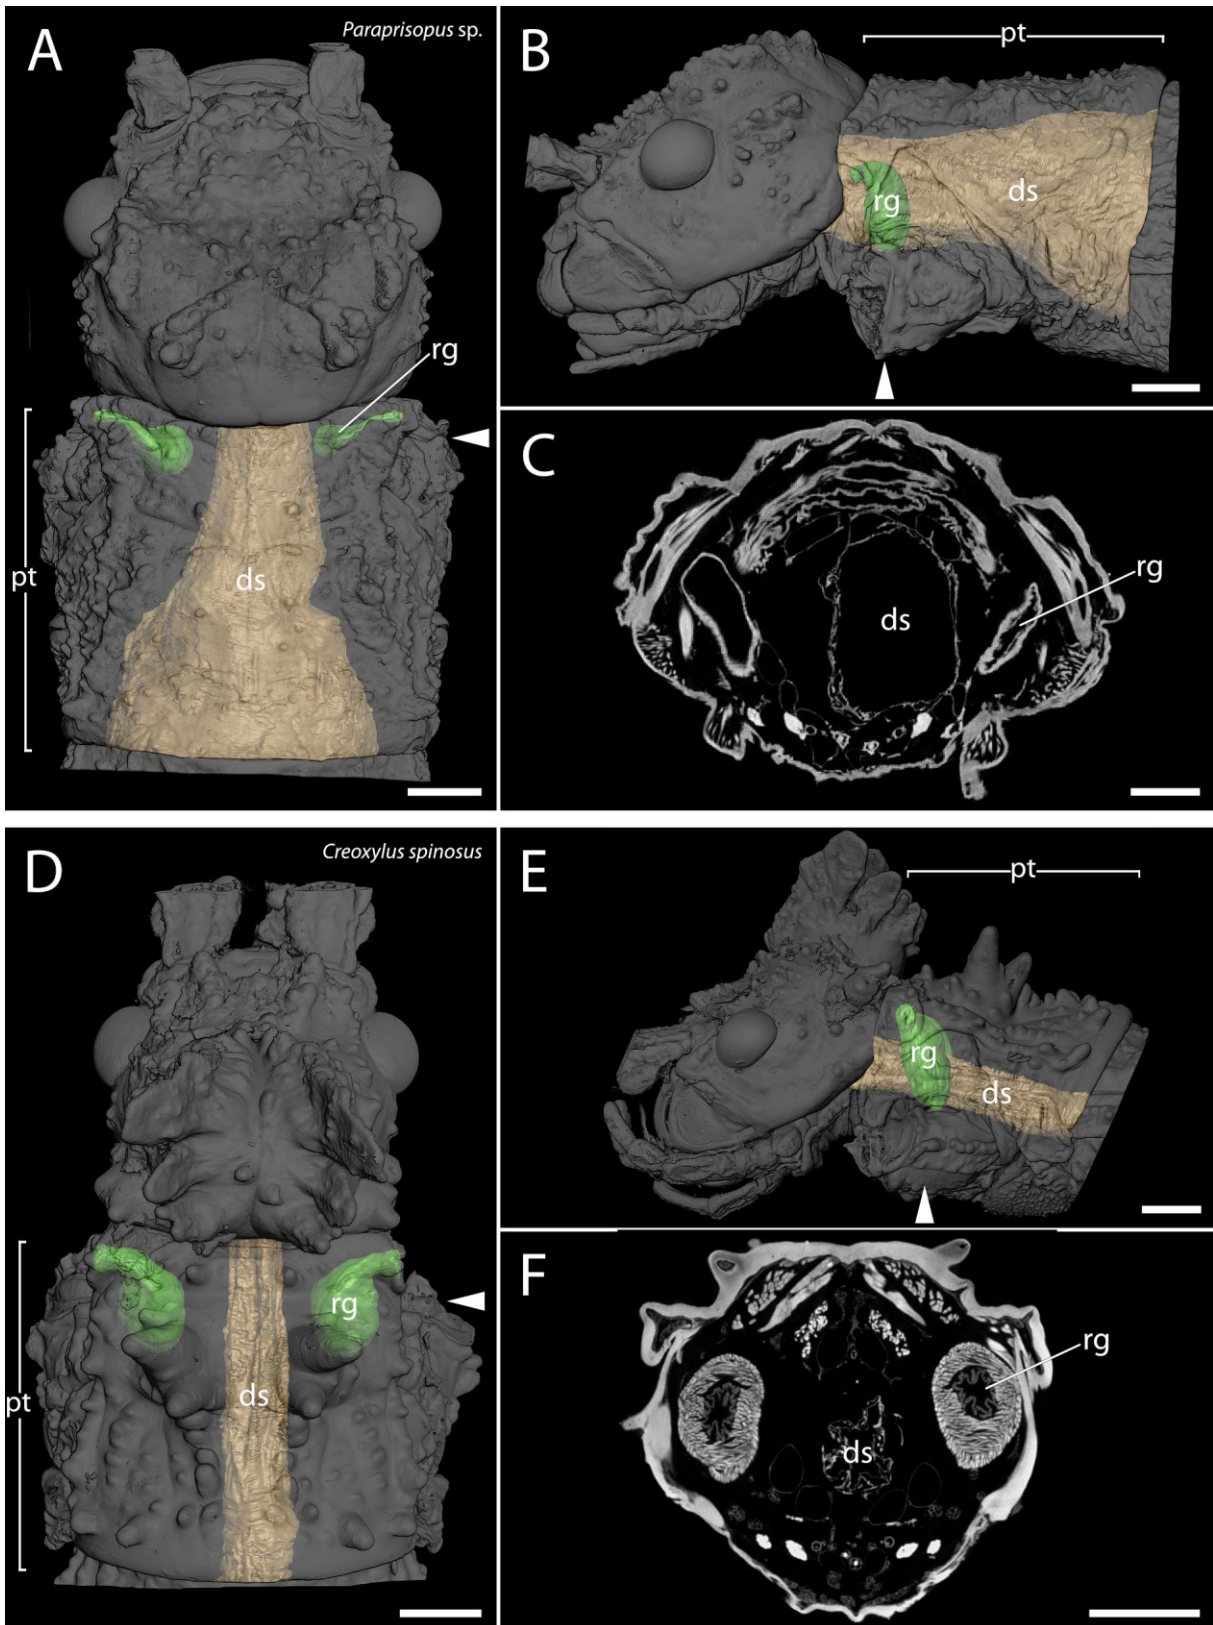 A
Paraprisopus sp.
rg
pt
ds
B
pt
rg
ds
C
rg
ds
D
Creoxylus spinosus
rg
pt
ds
E
pt
rg
ds
F
rg
ds